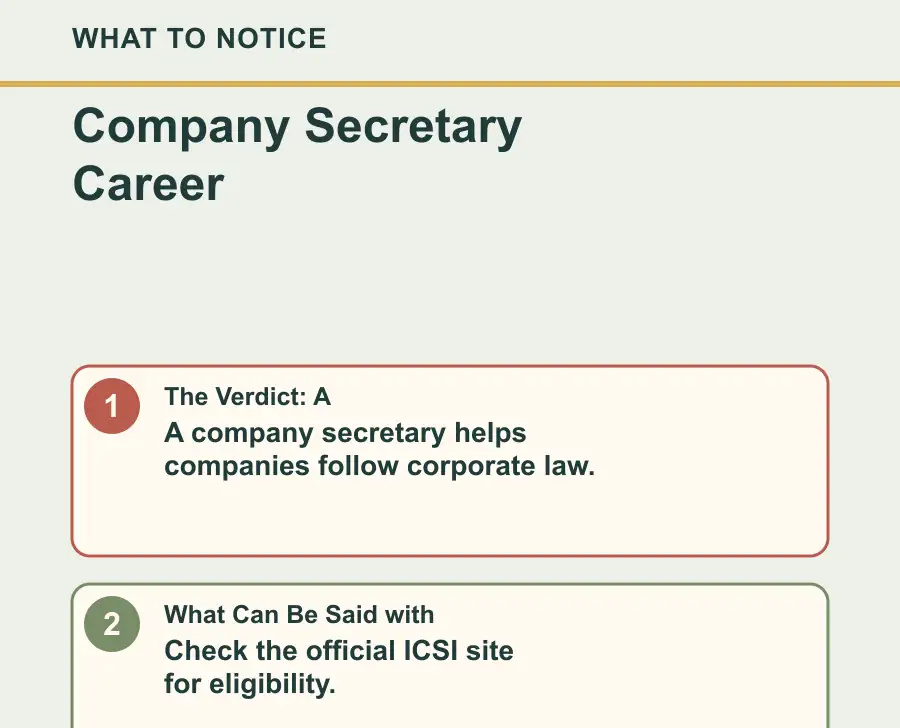 WHAT TO NOTICE
Company Secretary
Career
1
The Verdict: A
A company secretary helps
companies follow corporate law.
2
What Can Be Said with
Check the official ICSI site
for eligibility.